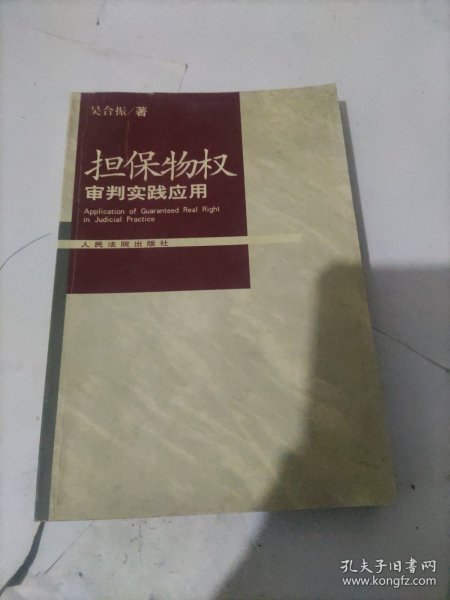 吴合振/著
担保物权
审判实践应用
Application of Guaranteed Real Right
in Judicial Practice
人民法院出版社
孔夫子旧书网
www.kongfz.com